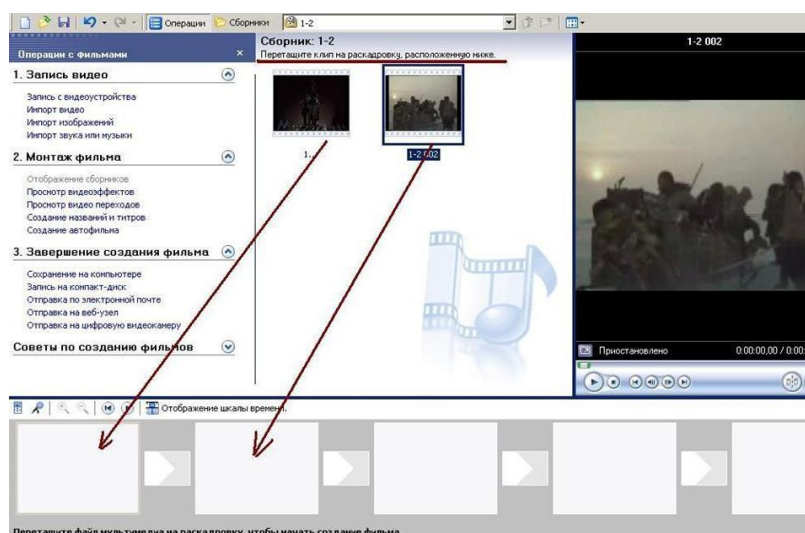 Операции Сборники 1-2
Операции с фильмами ×
1. Запись видео
Запись с видеоустройства
Импорт видео
Импорт изображений
Импорт звука или музыки
2. Монтаж фильма
Отображение сборников
Просмотр видеоэффектов
Просмотр видео переходов
Создание названий и титров
Создание автофильма
3. Завершение создания фильма
Сохранение на компьютере
Запись на компакт-диск
Отправка по электронной почте
Отправка на веб-узел
Отправка на цифровую видеокамеру
Советы по созданию фильмов
Сборник: 1-2
Перетащите клип на раскадровку, расположенную ниже.
1-2 002
1-2 002
Приостановлено 0:00:00,00 / 0:00:
Отображение шкалы времени.
Перетащите файл мультимедиа на раскадровку, чтобы начать создание фильма.